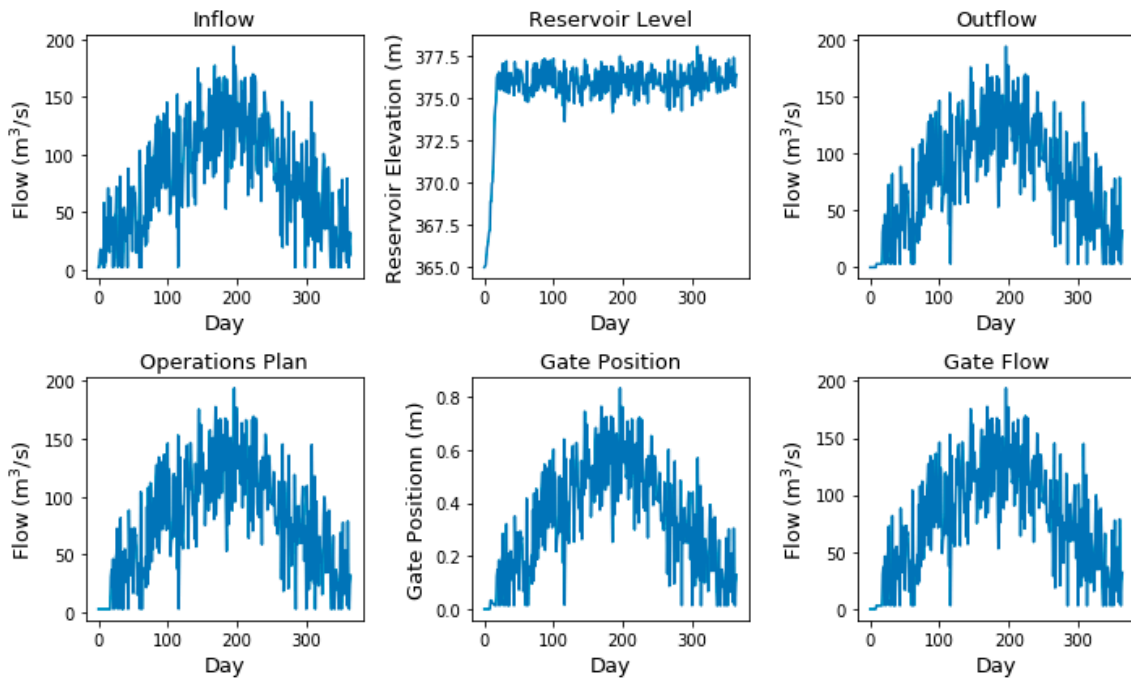 Inflow
Flow (m³/s)
200
150
100
50
0
0 100 200 300
Day
Reservoir Level
Reservoir Elevation (m)
377.5
375.0
372.5
370.0
367.5
365.0
0 100 200 300
Day
Outflow
Flow (m³/s)
200
150
100
50
0
0 100 200 300
Day
Operations Plan
Flow (m³/s)
200
150
100
50
0
0 100 200 300
Day
Gate Position
Gate Positionn (m)
0.8
0.6
0.4
0.2
0.0
0 100 200 300
Day
Gate Flow
Flow (m³/s)
200
150
100
50
0
0 100 200 300
Day